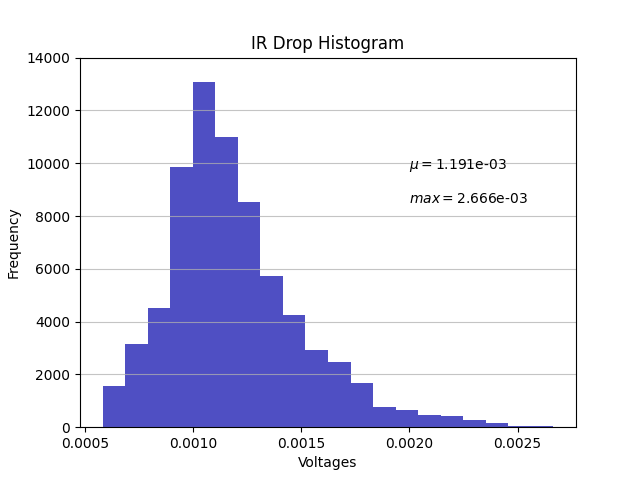 IR Drop Histogram
14000
12000
10000
8000
6000
4000
2000
0
Frequency
μ = 1.191e-03
max = 2.666e-03
0.0005 0.0010 0.0015 0.0020 0.0025
Voltages